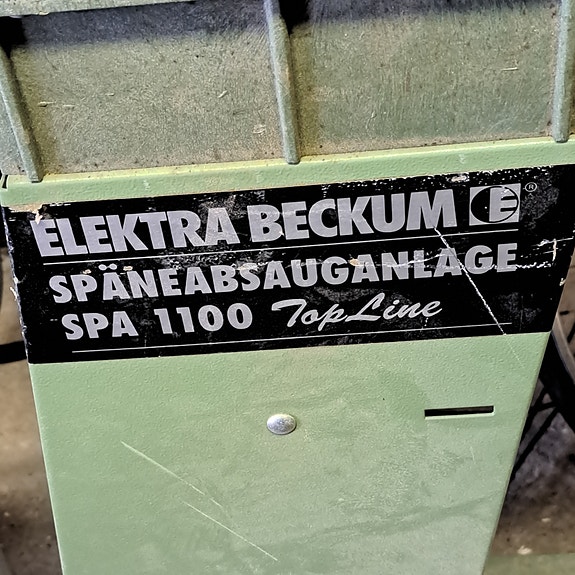 ELEKTRA BECKUM E®
SPÄNEABSAUGANLAGE
SPA 1100 TopLine